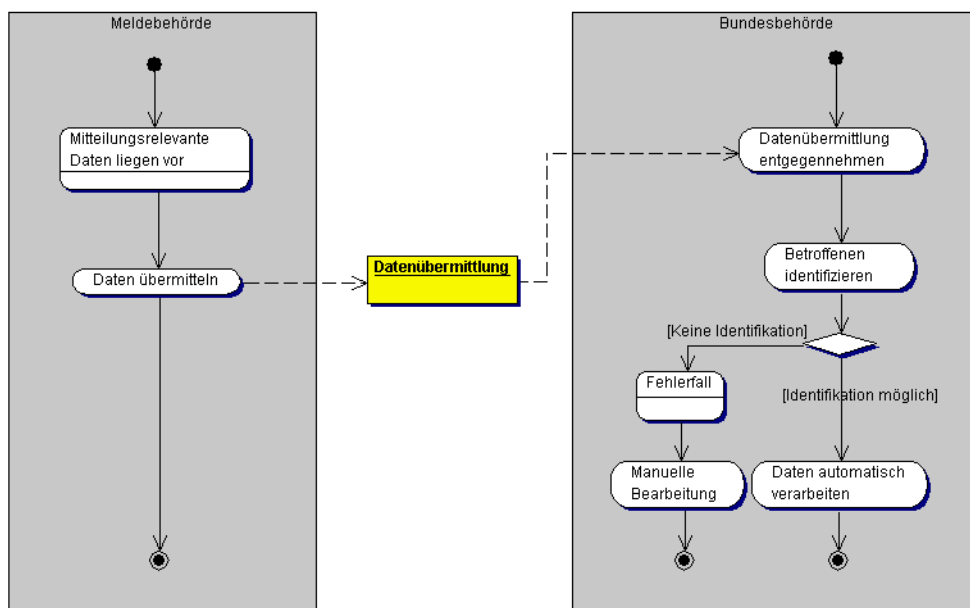 Meldebehörde
Mitteilungsrelevante
Daten liegen vor
Daten übermitteln
Datenübermittlung
Bundesbehörde
Datenübermittlung
entgegennehmen
Betroffenen
identifizieren
[Keine Identifikation]
Fehlerfall
[Identifikation möglich]
Manuelle
Bearbeitung
Daten automatisch
verarbeiten